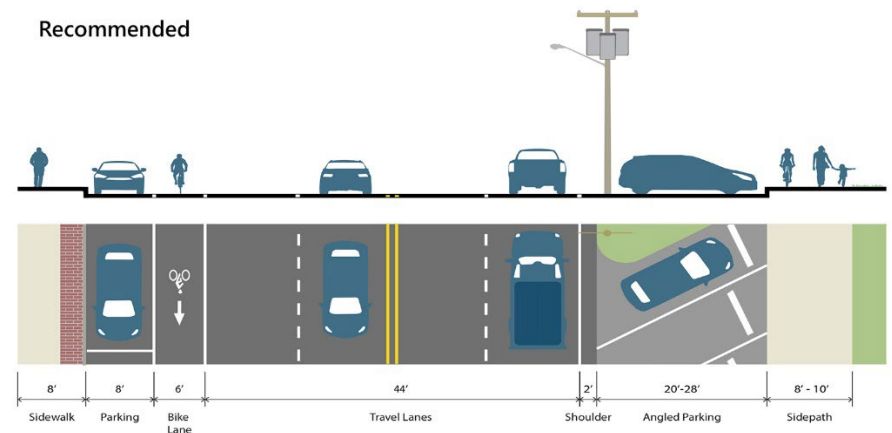 Recommended
8’ 8’ 6’ 44’ 2’ 20’-28’ 8’ - 10’
Sidewalk Parking Bike Travel Lanes Shoulder Angled Parking Sidepath
Lane